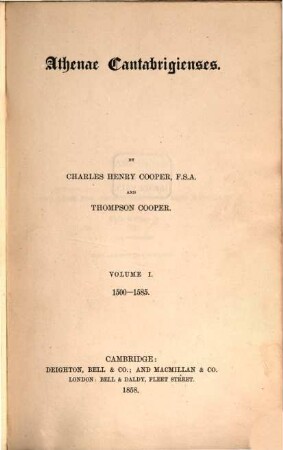 Athenae Cantabrigienses.
BY
CHARLES HENRY COOPER, F.S.A.
AND
THOMPSON COOPER.
VOLUME I.
1500—1585.
CAMBRIDGE:
DEIGHTON, BELL & CO.; AND MACMILLAN & CO.
LONDON: BELL & DALDY, FLEET STREET.
1858.